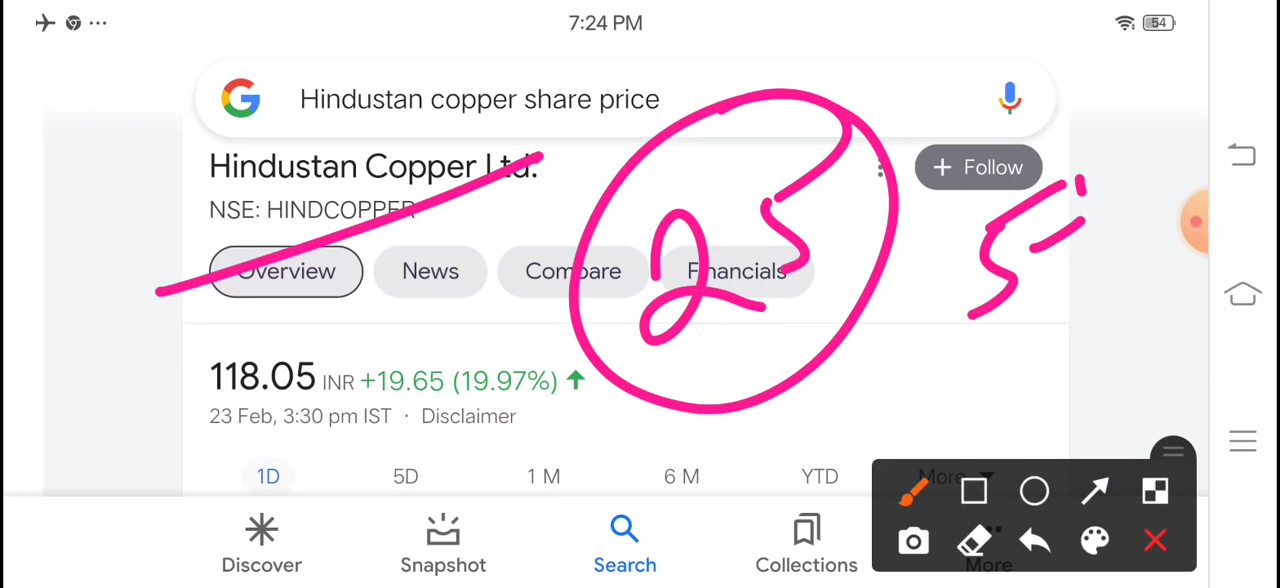 7:24 PM
54
Hindustan copper share price
Hindustan Copper Ltd.
NSE: HINDCOPPER
+ Follow
Overview
News
Compare
Financials
25
5
118.05 INR +19.65 (19.97%)
23 Feb, 3:30 pm IST · Disclaimer
1D
5D
1 M
6 M
YTD
More
Discover
Snapshot
Search
Collections
More